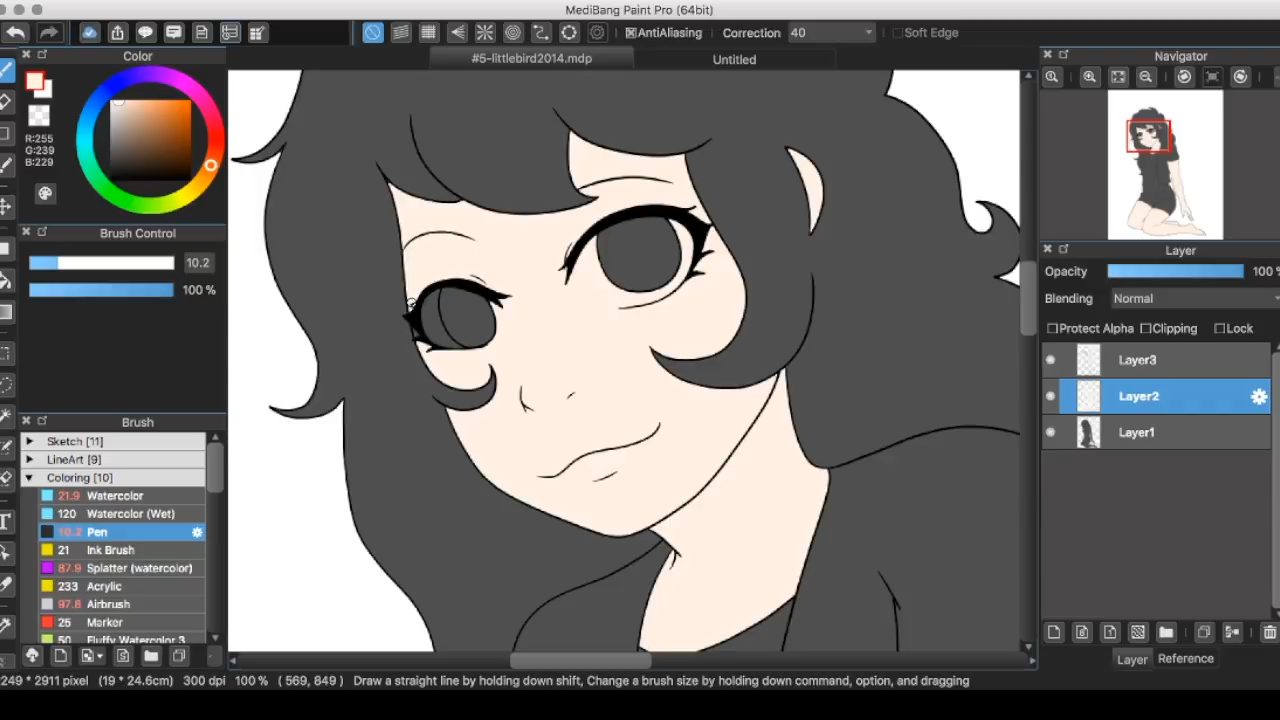 MediBang Paint Pro (64bit)
AntiAliasing Correction 40 Soft Edge
#5-littlebird2014.mdp Untitled
Color
R:255
G:239
B:229
Brush Control
10.2
100 %
Brush
Sketch [11]
LineArt [9]
Coloring [10]
21.9 Watercolor
120 Watercolor (Wet)
10.2 Pen
21 Ink Brush
87.9 Splatter (watercolor)
233 Acrylic
97.8 Airbrush
25 Marker
50 Fluffy Watercolor 3
Navigator
Layer
Opacity 100 %
Blending Normal
Protect Alpha Clipping Lock
Layer3
Layer2
Layer1
Layer Reference
249 * 2911 pixel (19 * 24.6cm) 300 dpi 100 % ( 569, 849 ) Draw a straight line by holding down shift, Change a brush size by holding down command, option, and dragging